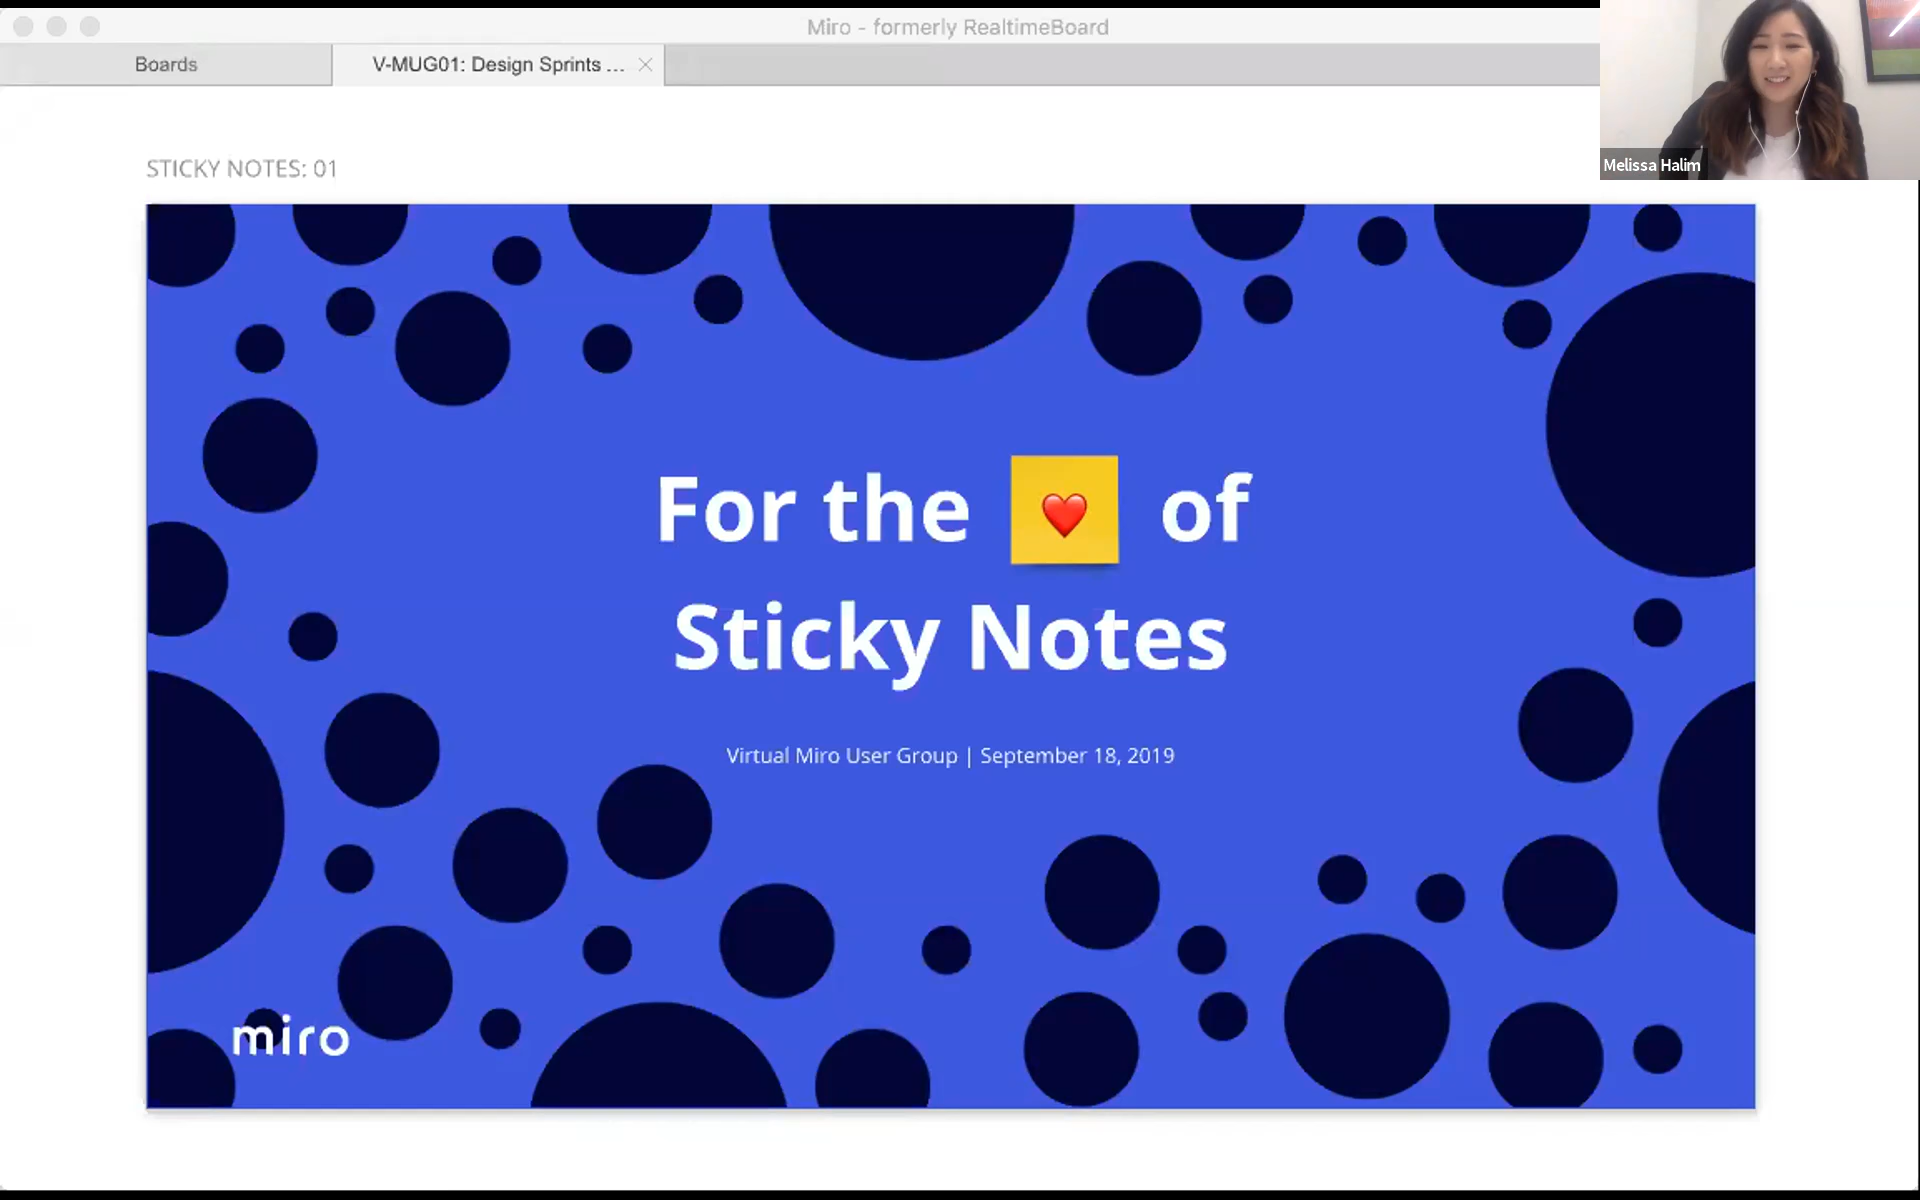 Miro - formerly RealtimeBoard
Boards
V-MUG01: Design Sprints ...
Melissa Halim
STICKY NOTES: 01
For the ❤️ of
Sticky Notes
Virtual Miro User Group | September 18, 2019
miro